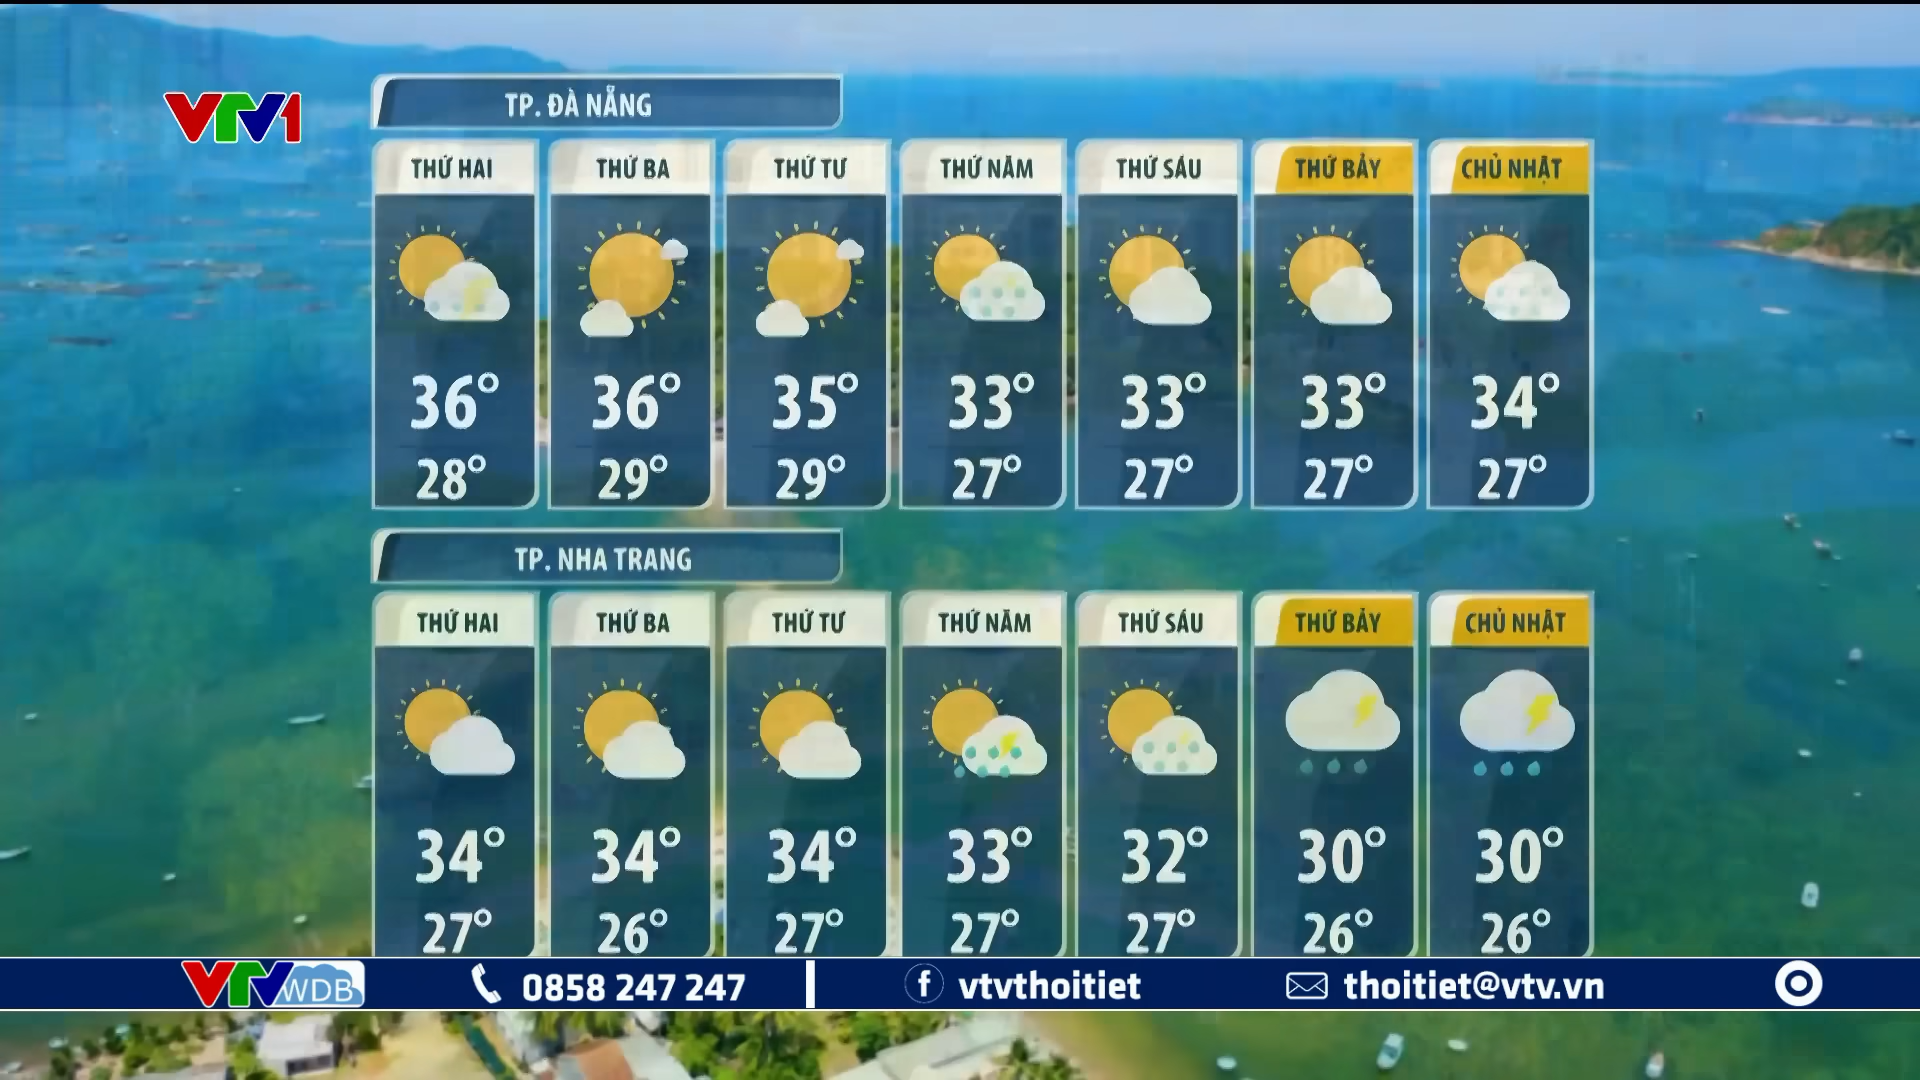 VTV1
TP. ĐÀ NẴNG
THỨ HAI THỨ BA THỨ TƯ THỨ NĂM THỨ SÁU THỨ BẢY CHỦ NHẬT
36° 36° 35° 33° 33° 33° 34°
28° 29° 29° 27° 27° 27° 27°
TP. NHA TRANG
THỨ HAI THỨ BA THỨ TƯ THỨ NĂM THỨ SÁU THỨ BẢY CHỦ NHẬT
34° 34° 34° 33° 32° 30° 30°
27° 26° 27° 27° 27° 26° 26°
VTV WDB 0858 247 247 vtvthoitiet thoitiet@vtv.vn